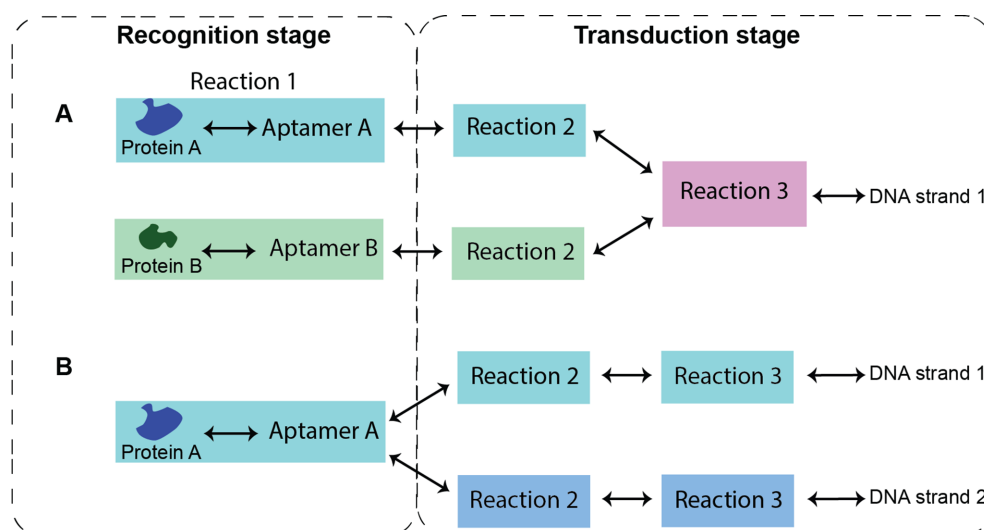 Recognition stage
Transduction stage
Reaction 1
A
Protein A
Aptamer A
Reaction 2
Reaction 3
DNA strand 1
Protein B
Aptamer B
Reaction 2
B
Protein A
Aptamer A
Reaction 2
Reaction 3
DNA strand 1
Reaction 2
Reaction 3
DNA strand 2